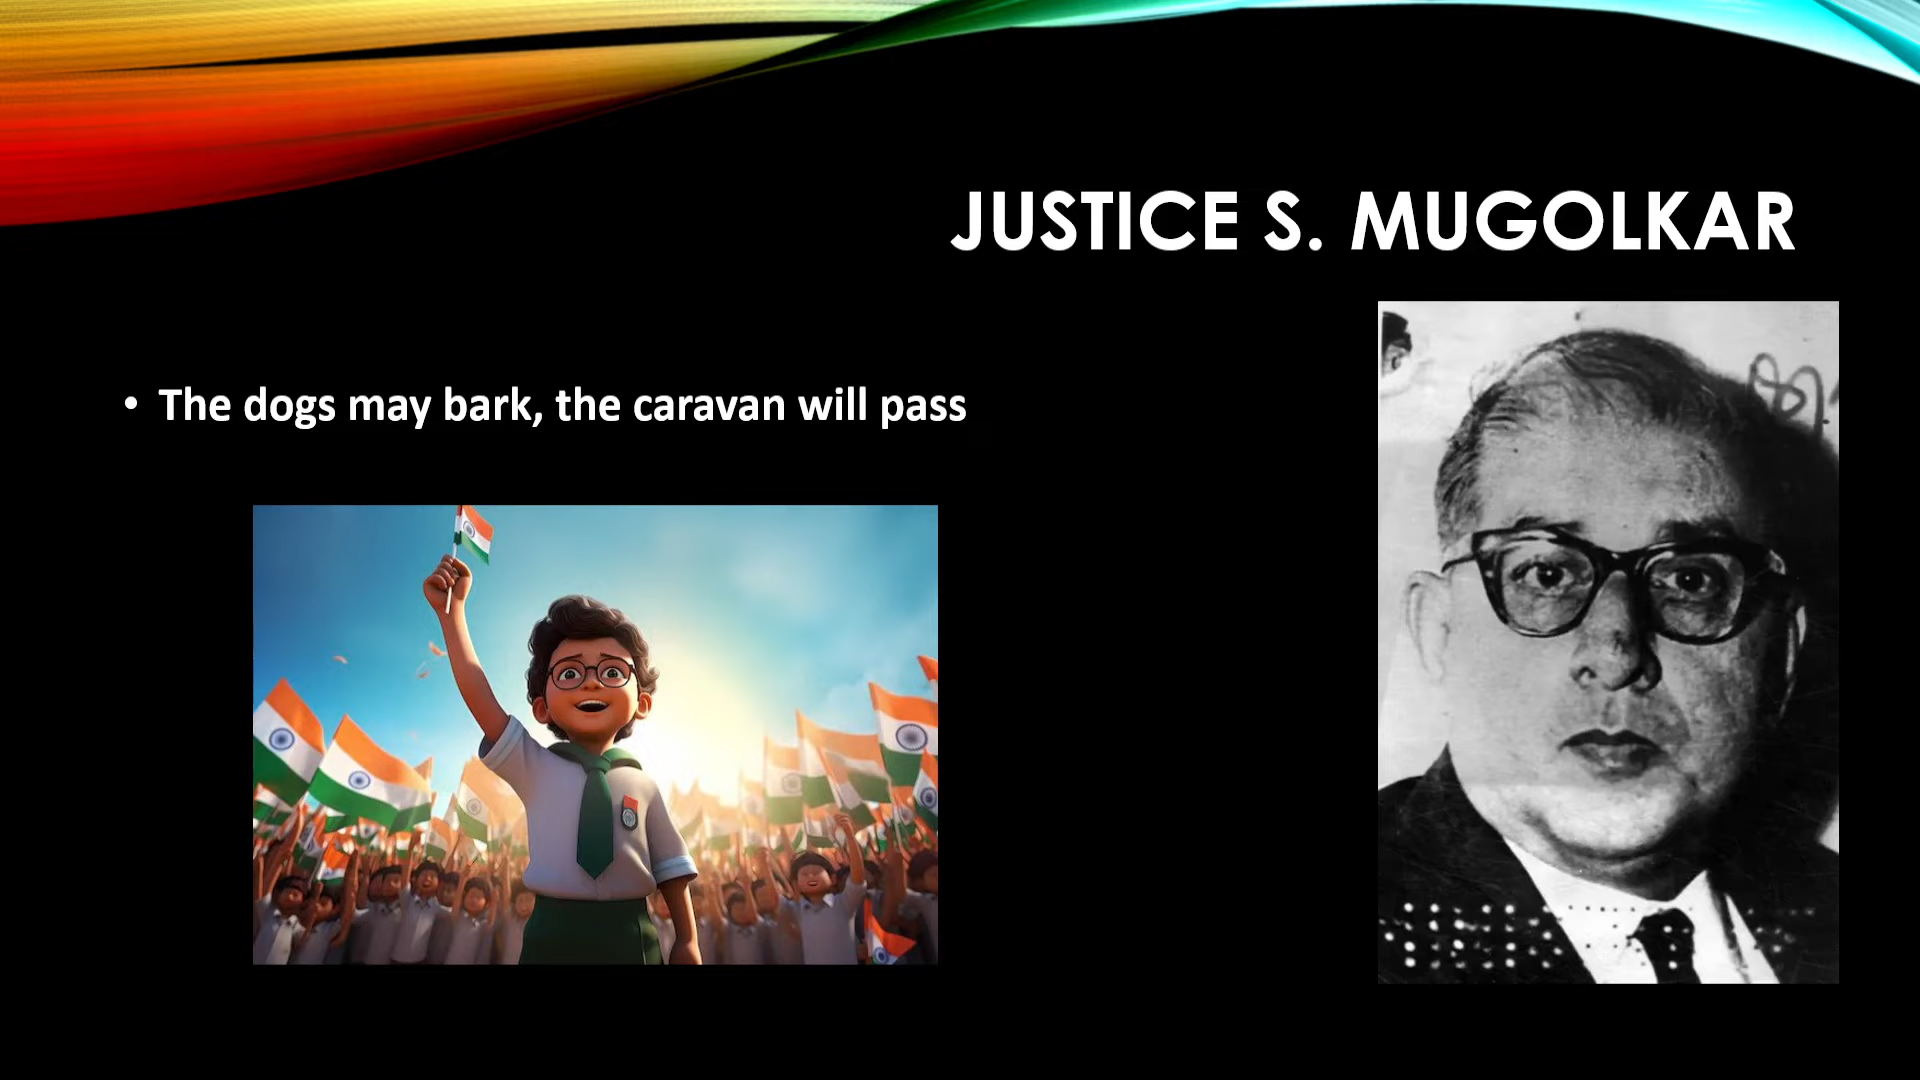 JUSTICE S. MUGOLKAR
• The dogs may bark, the caravan will pass